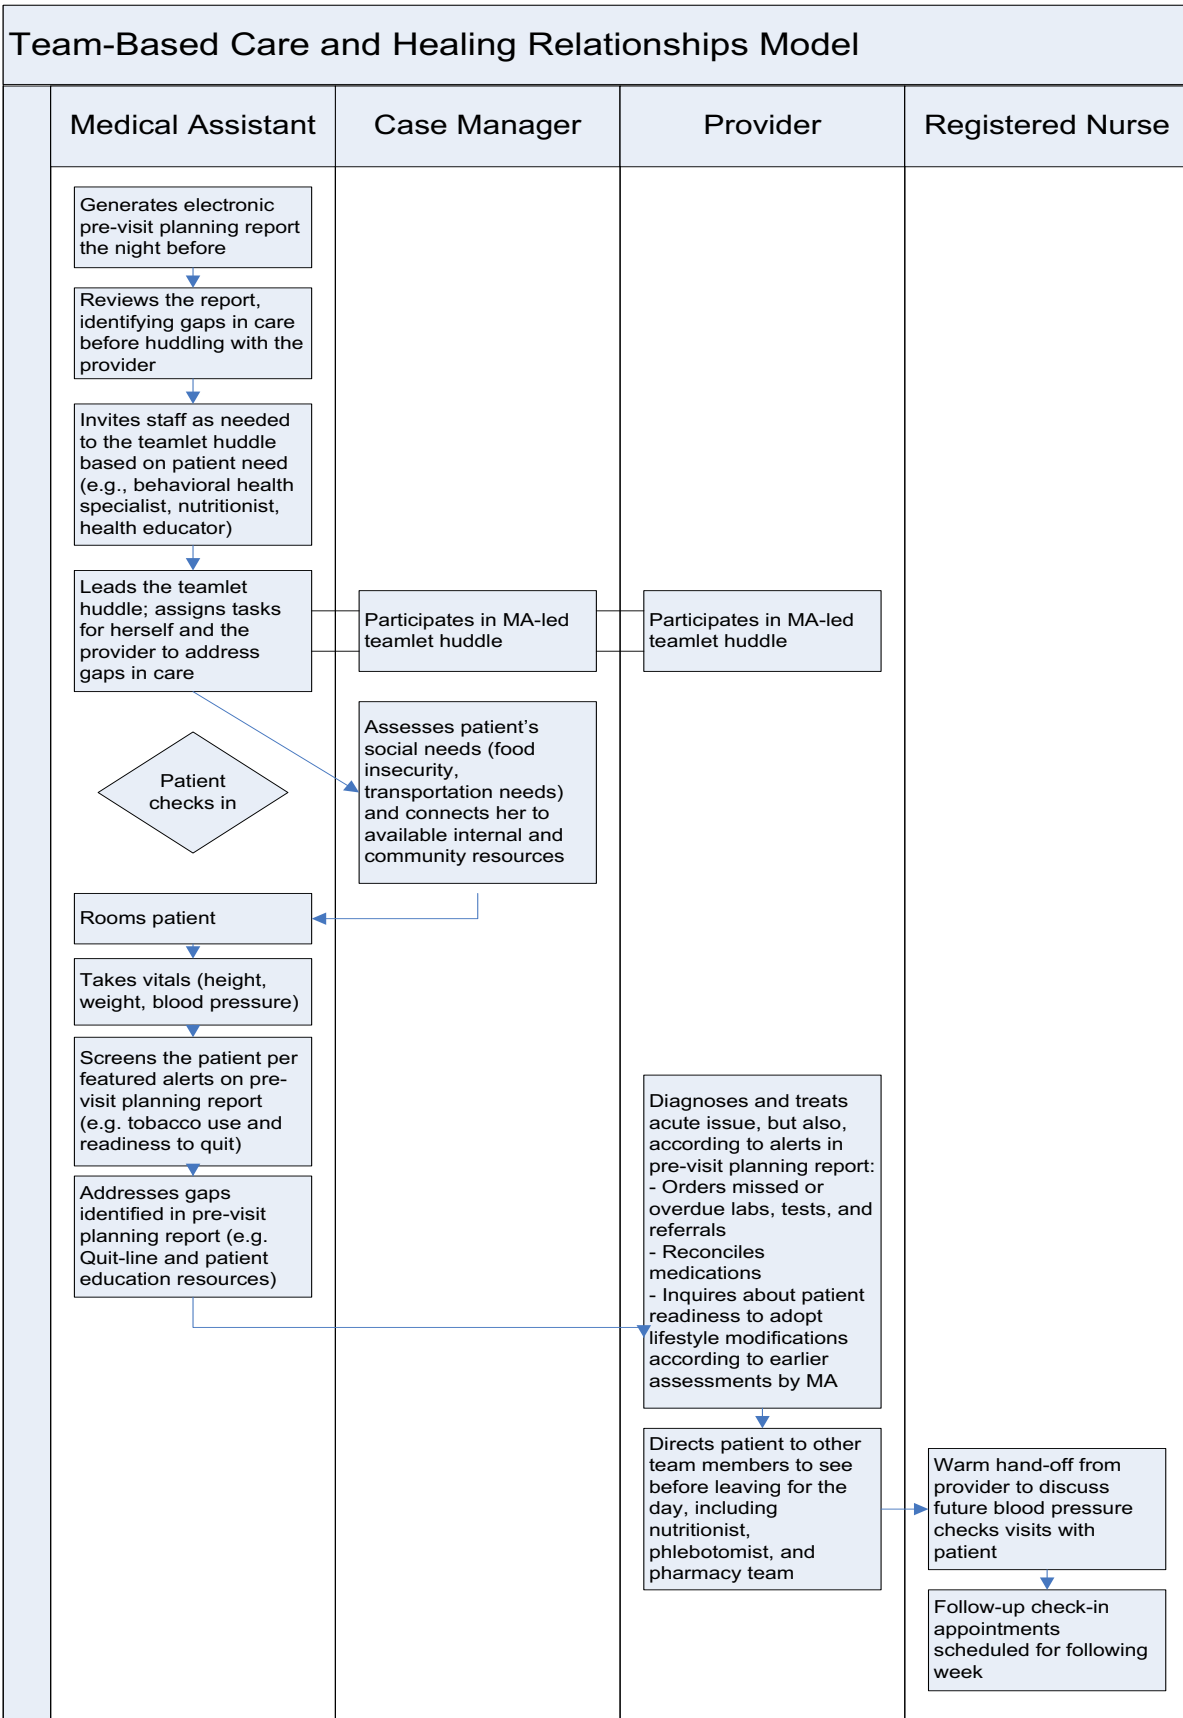 Team-Based Care and Healing Relationships Model
Medical Assistant
Case Manager
Provider
Registered Nurse
Generates electronic
pre-visit planning report
the night before
Reviews the report,
identifying gaps in care
before huddling with the
provider
Invites staff as needed
to the teamlet huddle
based on patient need
(e.g., behavioral health
specialist, nutritionist,
health educator)
Leads the teamlet
huddle; assigns tasks
for herself and the
provider to address
gaps in care
Participates in MA-led
teamlet huddle
Participates in MA-led
teamlet huddle
Assesses patient’s
social needs (food
insecurity,
transportation needs)
and connects her to
available internal and
community resources
Patient
checks in
Rooms patient
Takes vitals (height,
weight, blood pressure)
Screens the patient per
featured alerts on pre-
visit planning report
(e.g. tobacco use and
readiness to quit)
Addresses gaps
identified in pre-visit
planning report (e.g.
Quit-line and patient
education resources)
Diagnoses and treats
acute issue, but also,
according to alerts in
pre-visit planning report:
- Orders missed or
overdue labs, tests, and
referrals
- Reconciles
medications
- Inquires about patient
readiness to adopt
lifestyle modifications
according to earlier
assessments by MA
Directs patient to other
team members to see
before leaving for the
day, including
nutritionist,
phlebotomist, and
pharmacy team
Warm hand-off from
provider to discuss
future blood pressure
checks visits with
patient
Follow-up check-in
appointments
scheduled for following
week